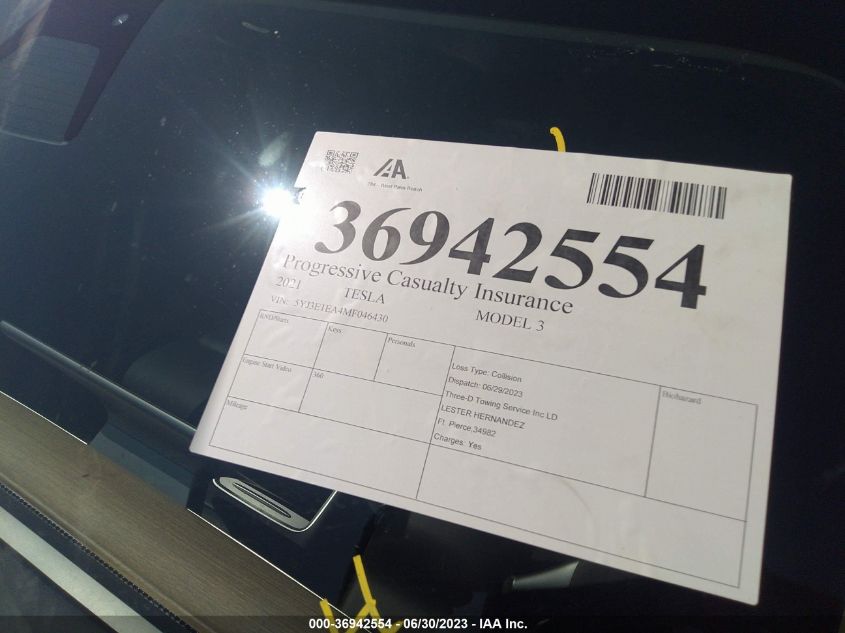 IAA
36942554
Progressive Casualty Insurance
2021 TESLA MODEL 3
VIN: 5YJ3E1EA4MF046430
Keys
Personals
Engine Start Video
360
Mileage
Loss Type: Collision
Dispatch: 06/29/2023
Three-D Towing Service Inc LD
LESTER HERNANDEZ
Ft. Pierce,34982
Charges: Yes
Biohazard
000-36942554 - 06/30/2023 - IAA Inc.